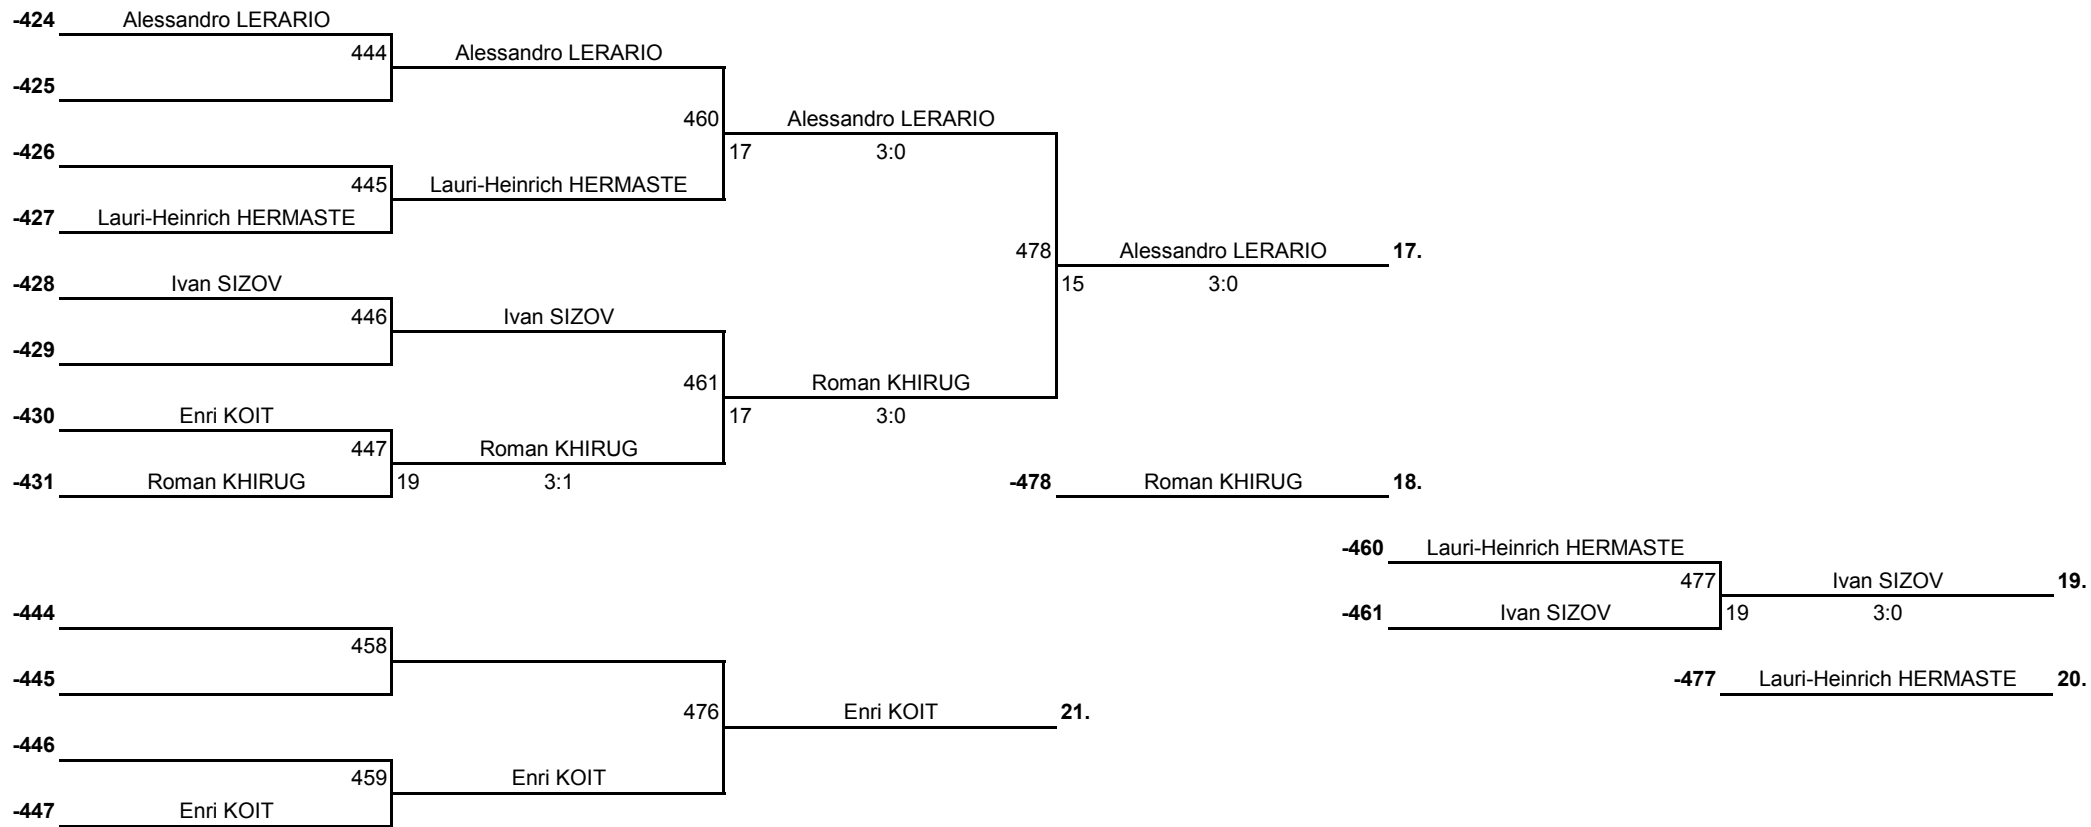 -424 Alessandro LERARIO
444 Alessandro LERARIO
-425
460 Alessandro LERARIO
-426 17 3:0
445 Lauri-Heinrich HERMASTE
-427 Lauri-Heinrich HERMASTE
478 Alessandro LERARIO 17.
-428 Ivan SIZOV 15 3:0
446 Ivan SIZOV
-429
461 Roman KHIRUG
-430 Enri KOIT 17 3:0
447 Roman KHIRUG
-431 Roman KHIRUG 19 3:1 -478 Roman KHIRUG 18.
-460 Lauri-Heinrich HERMASTE
477 Ivan SIZOV 19.
-444 -461 Ivan SIZOV 19 3:0
458
-445 -477 Lauri-Heinrich HERMASTE 20.
476 Enri KOIT 21.
-446
459 Enri KOIT
-447 Enri KOIT